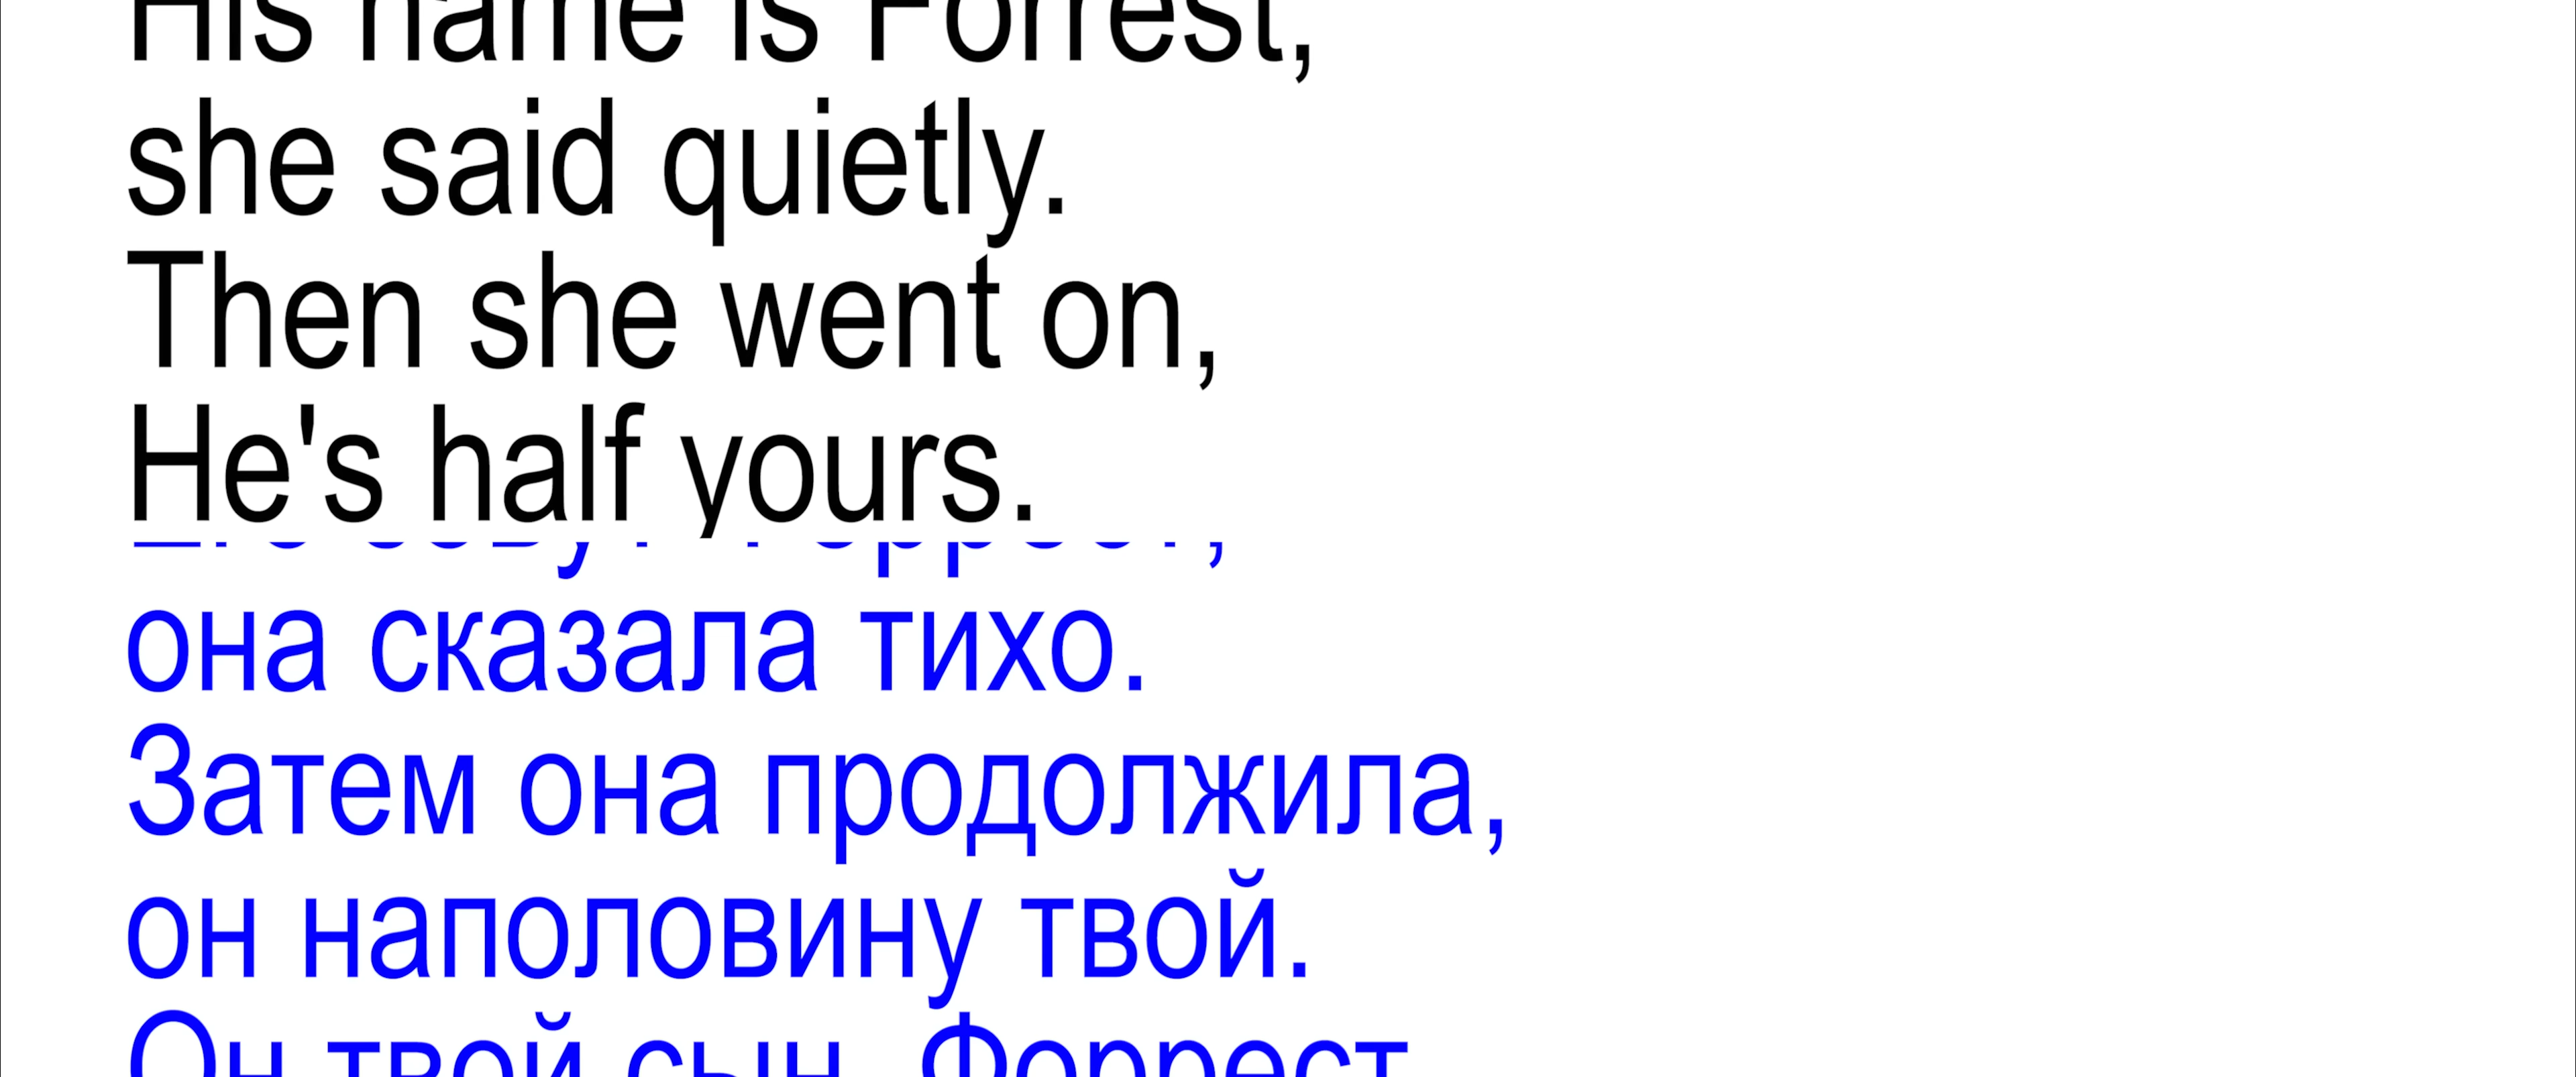 His name is Forrest,
she said quietly.
Then she went on,
He's half yours.
она сказала тихо.
Затем она продолжила,
он наполовину твой.
Он твой сын, Форрест